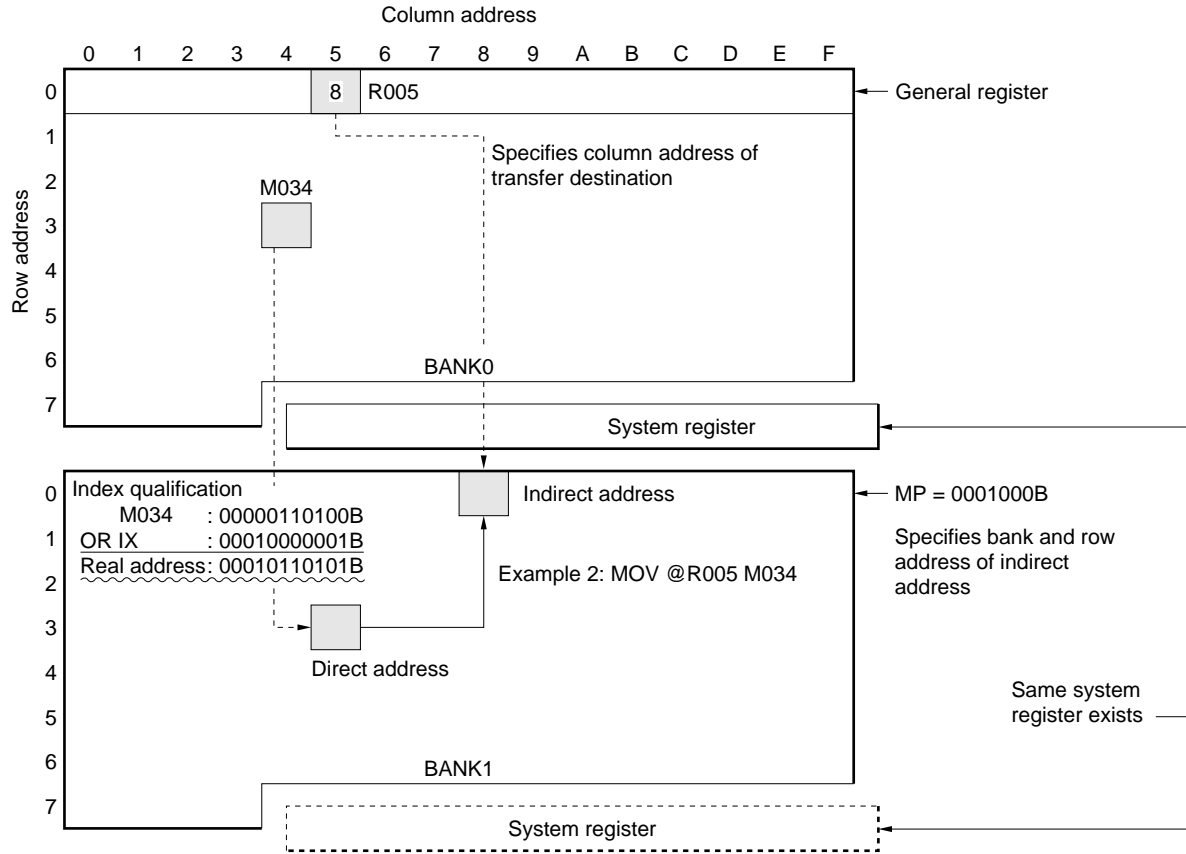 Column address
0 1 2 3 4 5 6 7 8 9 A B C D E F
Row address
0
8 R005
General register
1
Specifies column address of
transfer destination
2
M034
3
4
5
6
BANK0
7
System register
0
Index qualification
M034 : 00000110100B
OR IX : 00010000001B
Real address: 00010110101B
Indirect address
MP = 0001000B
Specifies bank and row
address of indirect
address
1
2
Example 2: MOV @R005 M034
3
Direct address
4
5
Same system
register exists
6
BANK1
7
System register